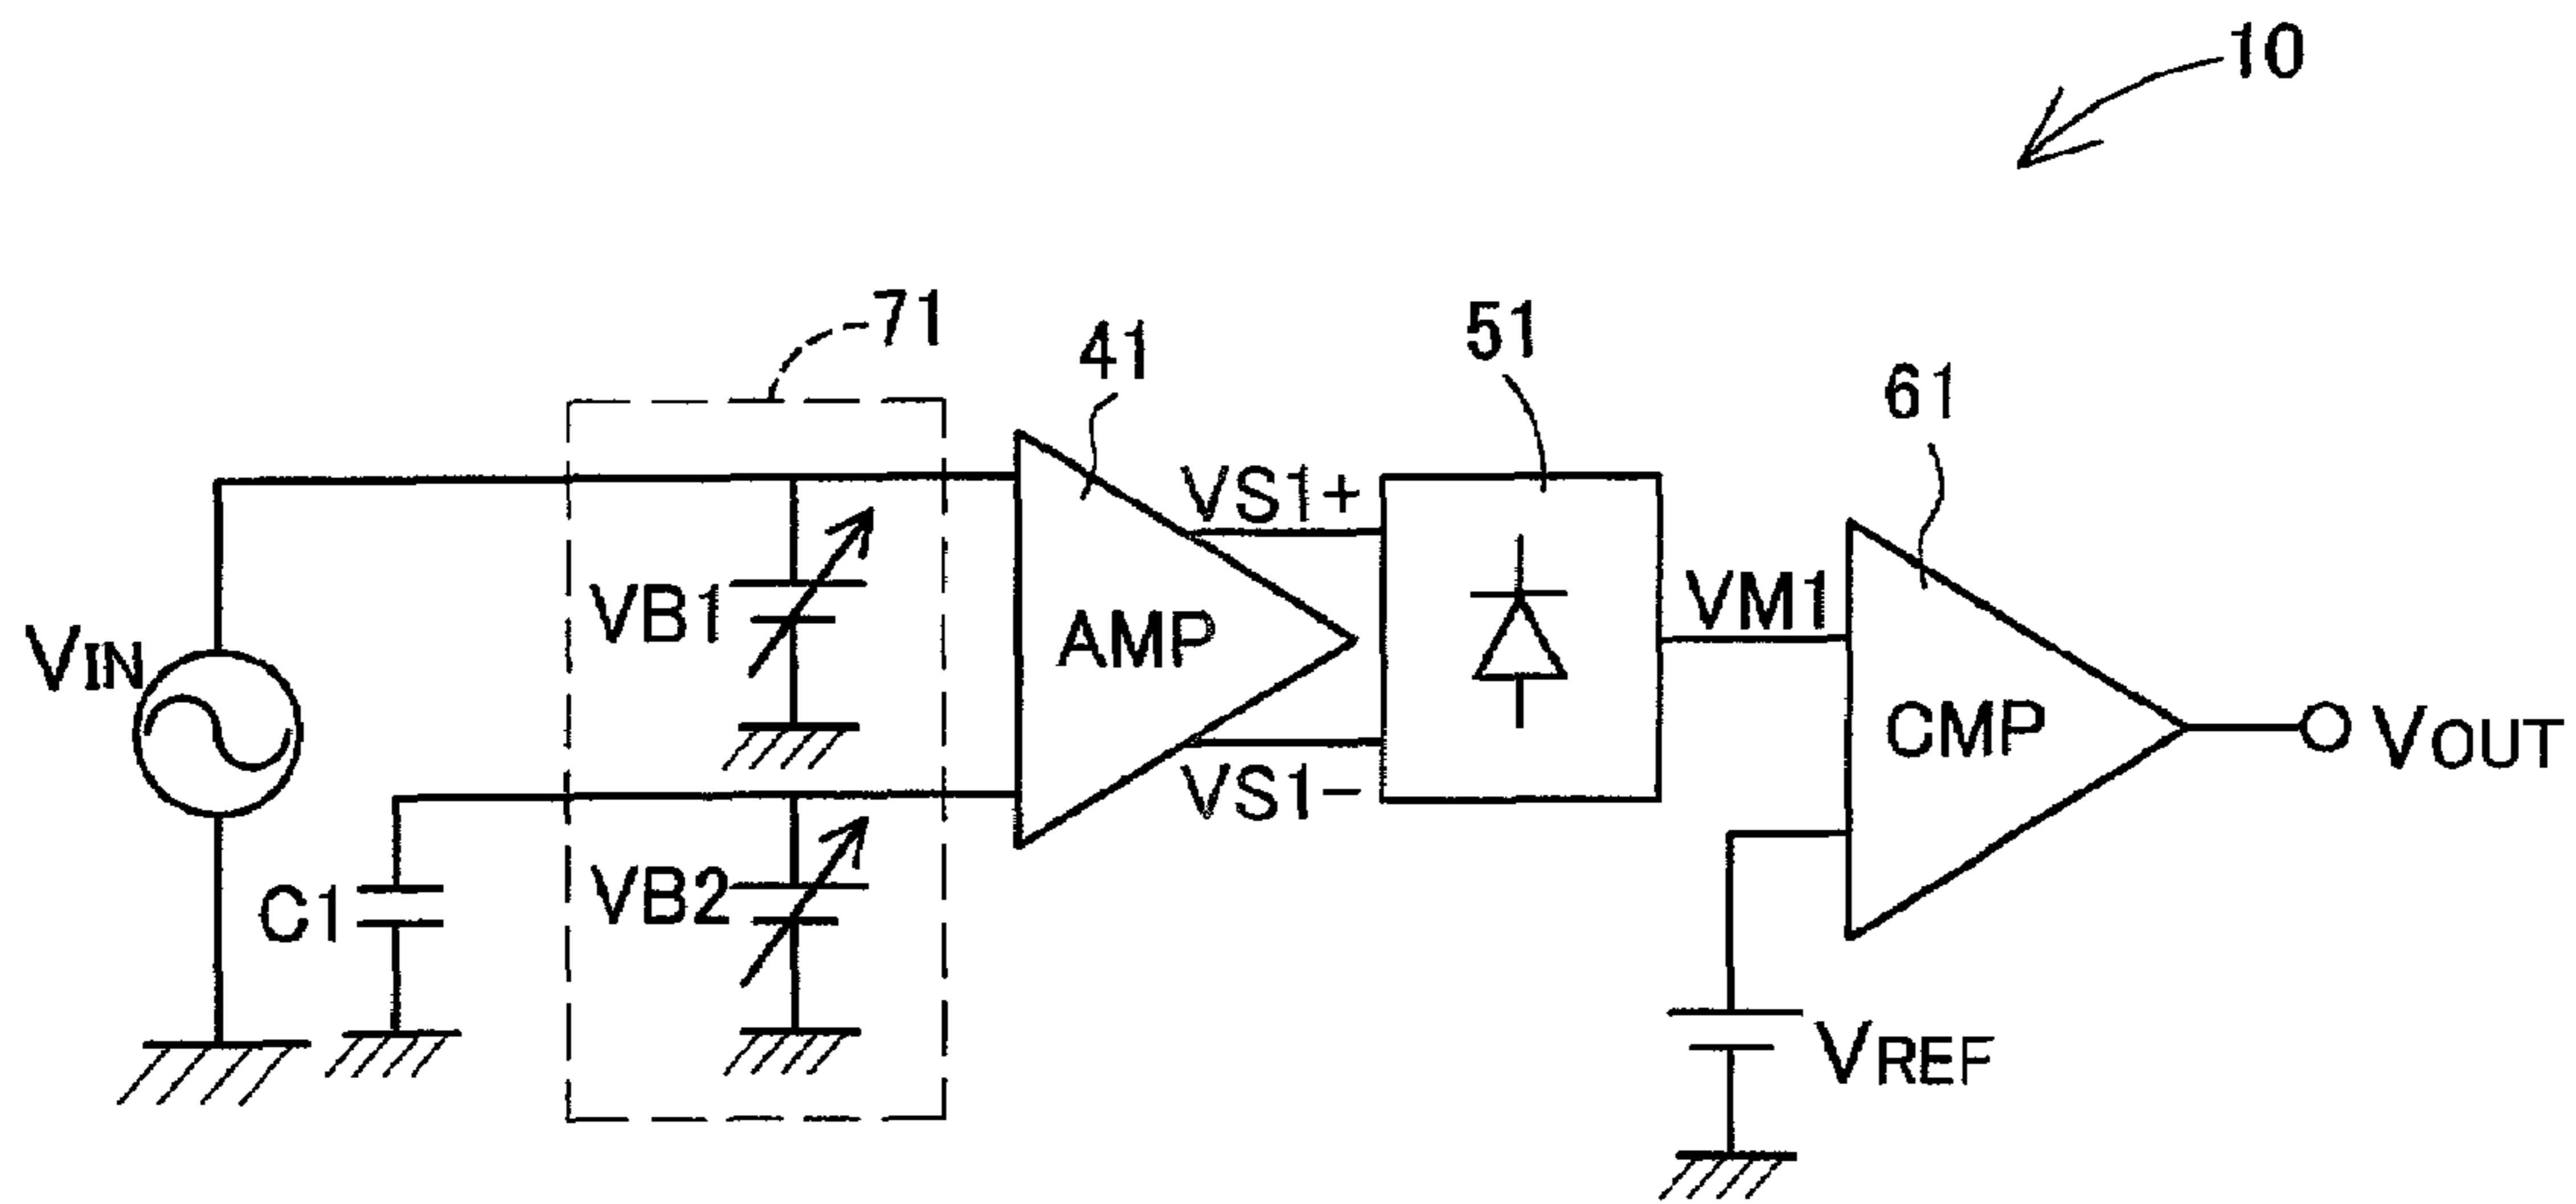 10
71
41
51
61
VS1+
VB1
VIN
AMP
VM1
CMP
VOUT
VS1−
VB2
C1
VREF